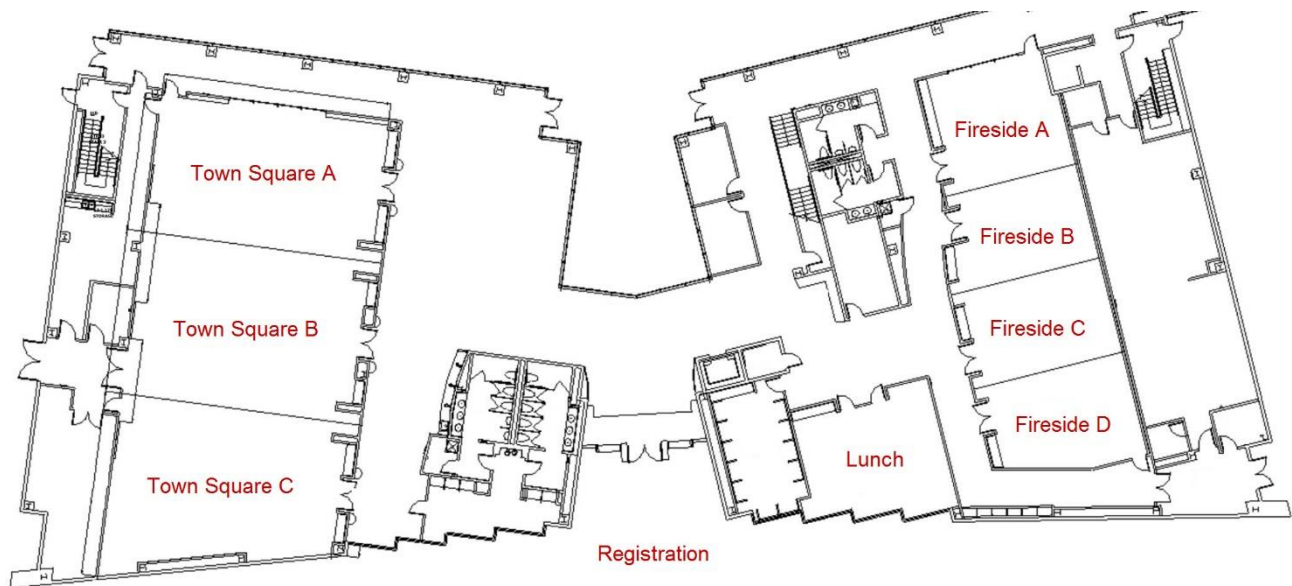 Town Square A
Town Square B
Town Square C
Fireside A
Fireside B
Fireside C
Fireside D
Lunch
Registration